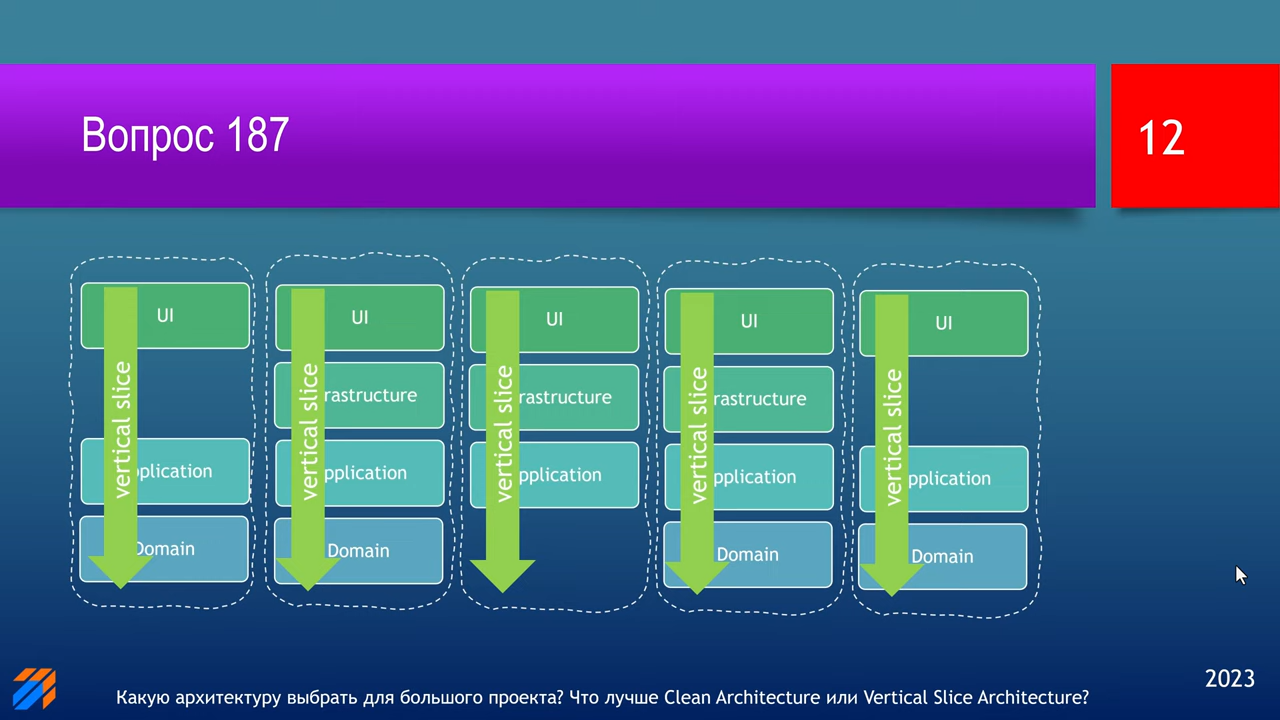 Вопрос 187
12
UI
UI
UI
UI
UI
rastructure
rastructure
rastructure
pplication
pplication
pplication
pplication
pplication
Domain
Domain
Domain
Domain
vertical slice
vertical slice
vertical slice
vertical slice
vertical slice
2023
Какую архитектуру выбрать для большого проекта? Что лучше Clean Architecture или Vertical Slice Architecture?